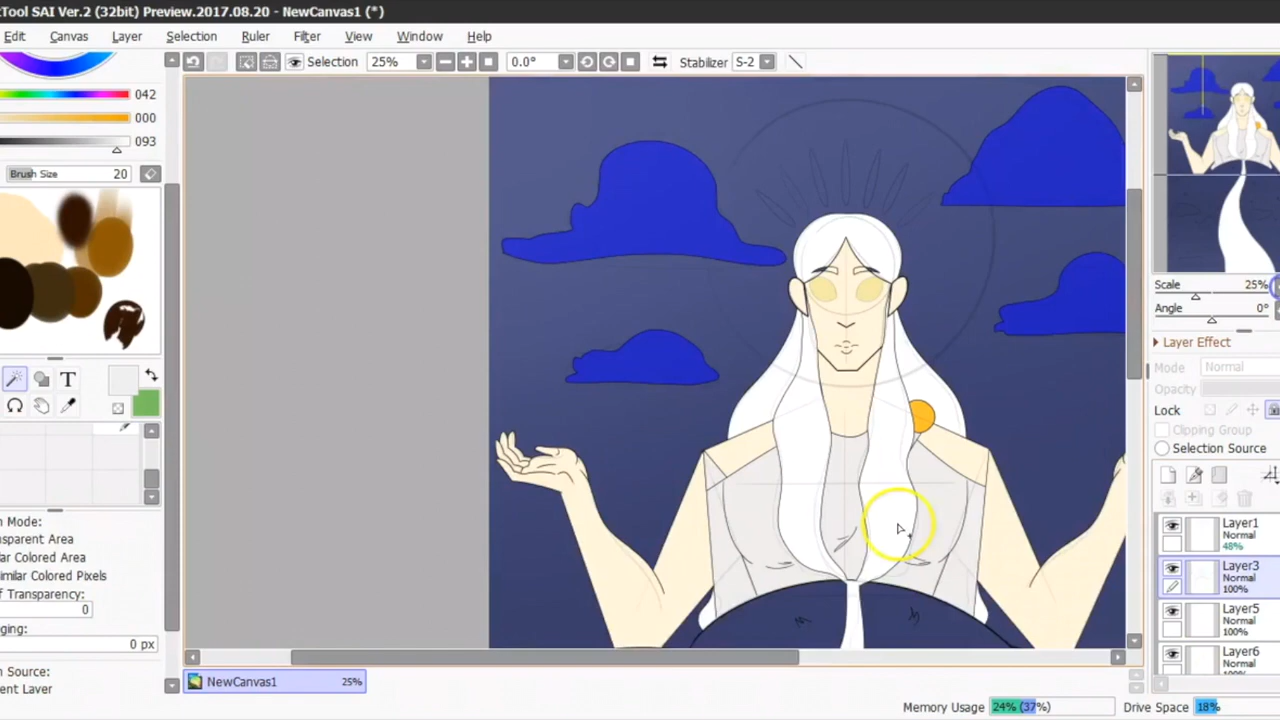 tTool SAI Ver.2 (32bit) Preview.2017.08.20 - NewCanvas1 (*)
Edit Canvas Layer Selection Ruler Filter View Window Help
Selection 25% 0.0° Stabilizer S-2
042
000
093
Brush Size 20
T
Scale 25%
Angle 0°
Layer Effect
Mode Normal
Opacity
Lock
Clipping Group
Selection Source
Layer1
Normal
48%
Layer3
Normal
100%
Layer5
Normal
100%
Layer6
Normal
n Mode:
Transparent Area
lar Colored Area
imilar Colored Pixels
f Transparency:
0
ging:
0 px
n Source:
ent Layer
NewCanvas1 25%
Memory Usage 24% (37%) Drive Space 18%